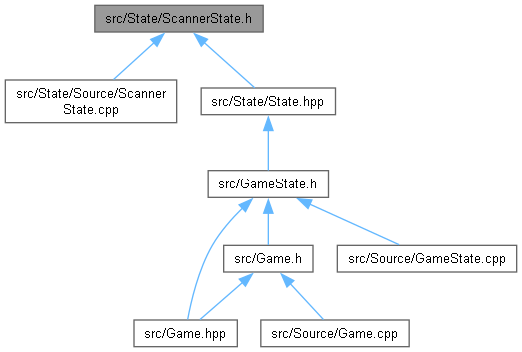 src/State/ScannerState.h
src/State/Source/Scanner
State.cpp
src/State/State.hpp
src/GameState.h
src/Game.h
src/Source/GameState.cpp
src/Game.hpp
src/Source/Game.cpp